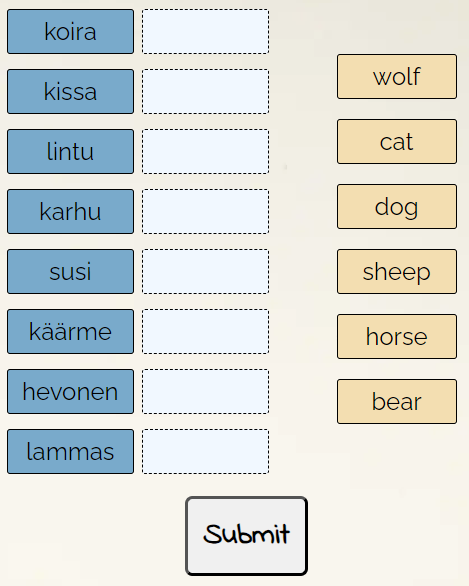 koira
kissa
lintu
karhu
susi
käärme
hevonen
lammas
wolf
cat
dog
sheep
horse
bear
Submit